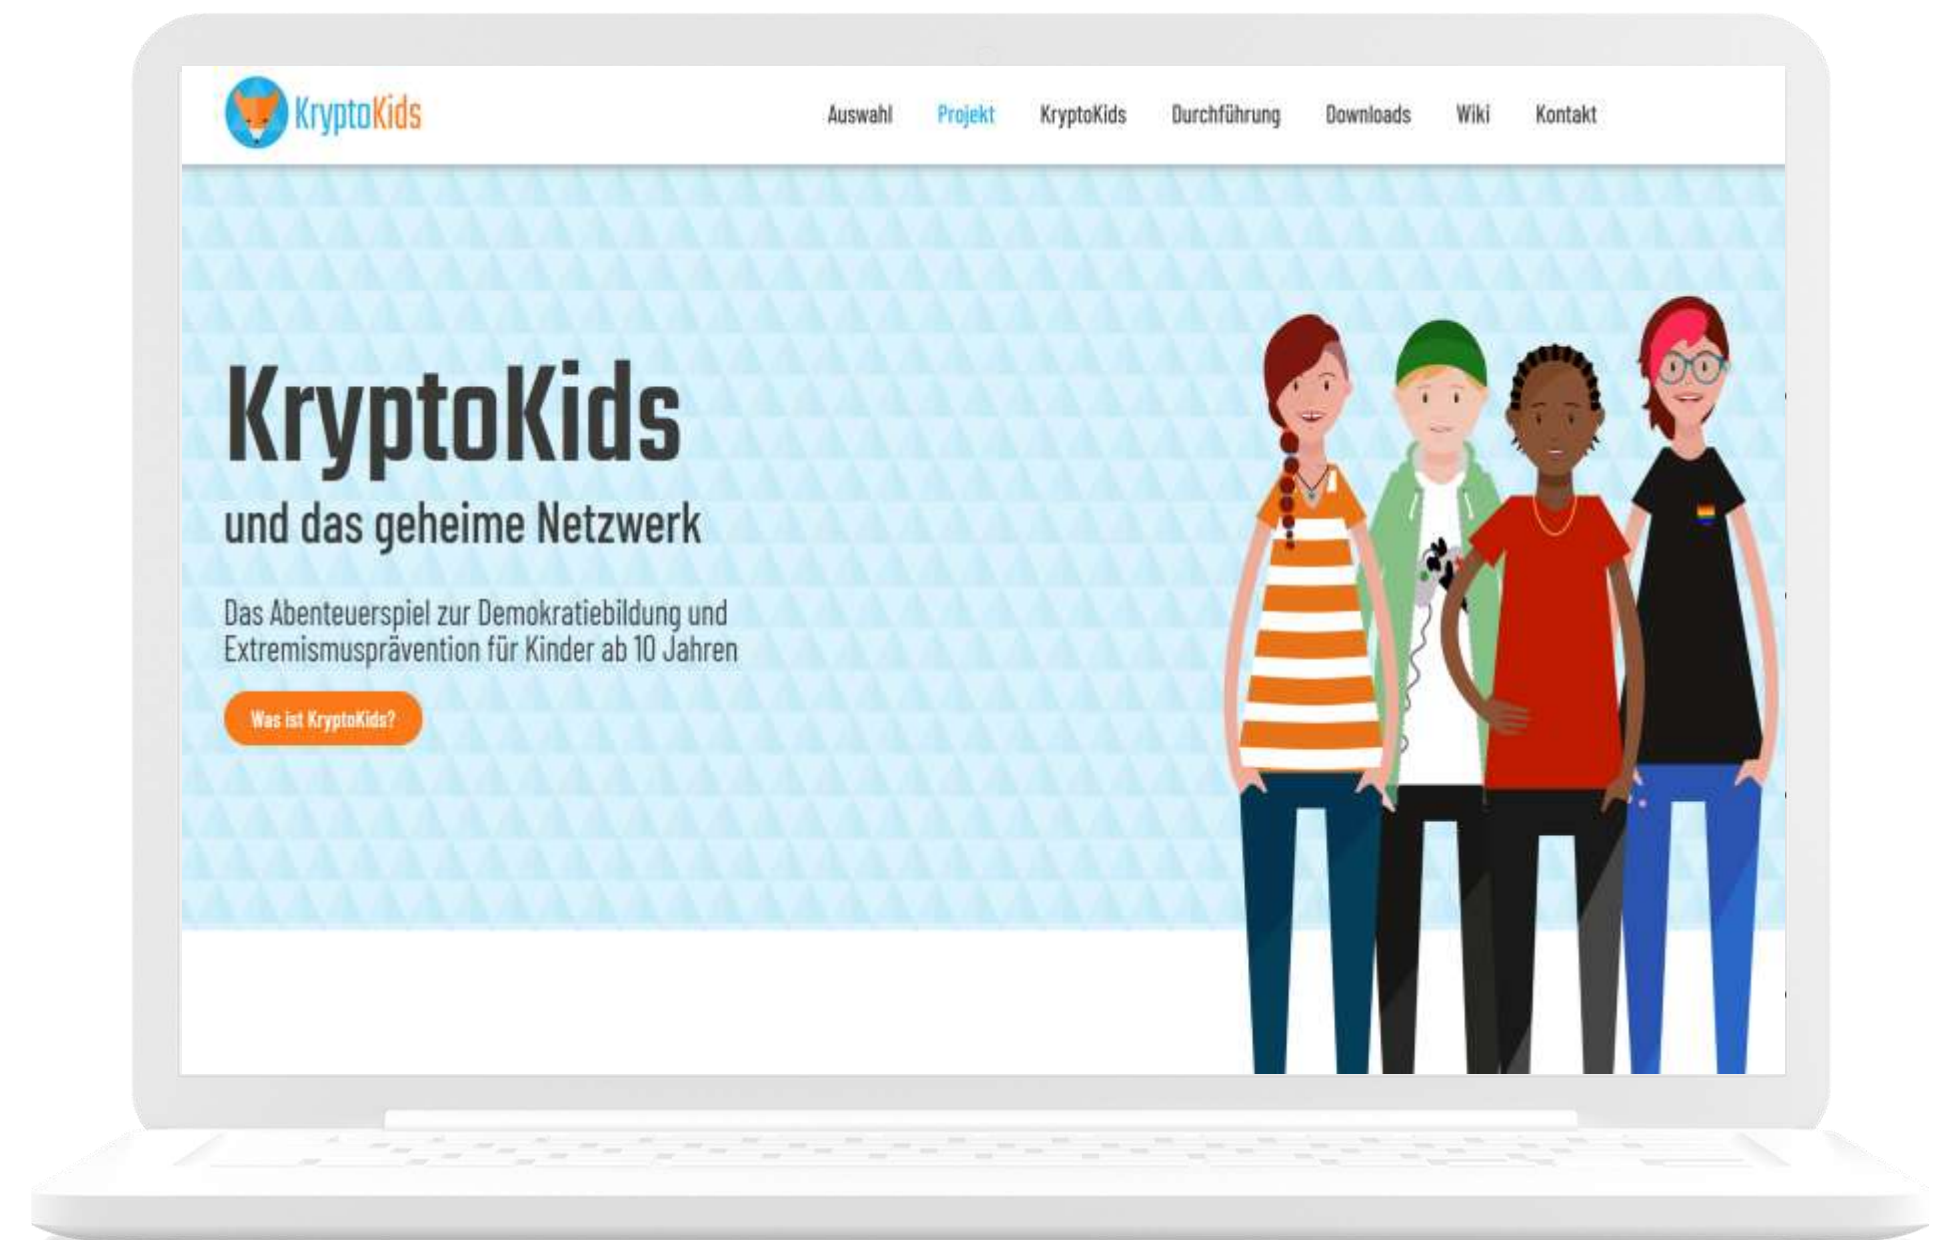 KryptoKids
Auswahl Projekt KryptoKids Durchführung Downloads Wiki Kontakt
KryptoKids
und das geheime Netzwerk
Das Abenteuerspiel zur Demokratiebildung und
Extremismusprävention für Kinder ab 10 Jahren
Was ist KryptoKids?